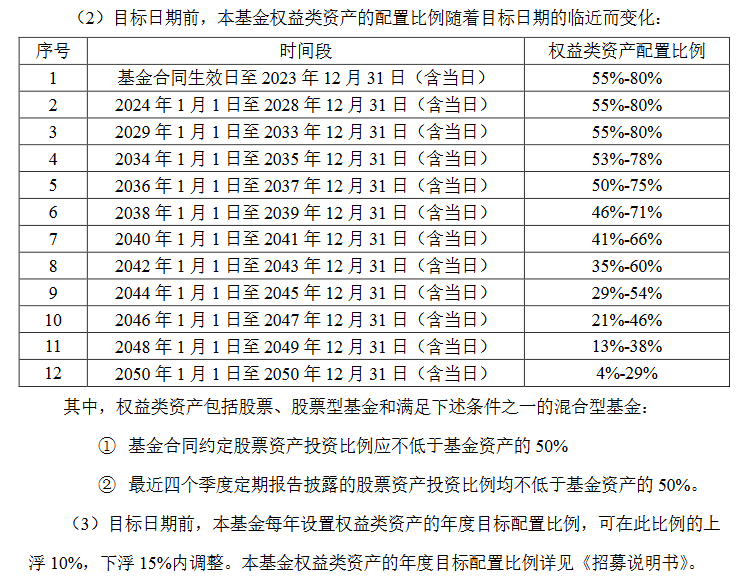 （2）目标日期前，本基金权益类资产的配置比例随着目标日期的临近而变化：
序号 时间段 权益类资产配置比例
1 基金合同生效日至 2023 年 12 月 31 日（含当日） 55%-80%
2 2024 年 1 月 1 日至 2028 年 12 月 31 日（含当日） 55%-80%
3 2029 年 1 月 1 日至 2033 年 12 月 31 日（含当日） 55%-80%
4 2034 年 1 月 1 日至 2035 年 12 月 31 日（含当日） 53%-78%
5 2036 年 1 月 1 日至 2037 年 12 月 31 日（含当日） 50%-75%
6 2038 年 1 月 1 日至 2039 年 12 月 31 日（含当日） 46%-71%
7 2040 年 1 月 1 日至 2041 年 12 月 31 日（含当日） 41%-66%
8 2042 年 1 月 1 日至 2043 年 12 月 31 日（含当日） 35%-60%
9 2044 年 1 月 1 日至 2045 年 12 月 31 日（含当日） 29%-54%
10 2046 年 1 月 1 日至 2047 年 12 月 31 日（含当日） 21%-46%
11 2048 年 1 月 1 日至 2049 年 12 月 31 日（含当日） 13%-38%
12 2050 年 1 月 1 日至 2050 年 12 月 31 日（含当日） 4%-29%
其中，权益类资产包括股票、股票型基金和满足下述条件之一的混合型基金：
① 基金合同约定股票资产投资比例应不低于基金资产的 50%
② 最近四个季度定期报告披露的股票资产投资比例均不低于基金资产的 50%。
（3）目标日期前，本基金每年设置权益类资产的年度目标配置比例，可在此比例的上
浮 10%，下浮 15%内调整。本基金权益类资产的年度目标配置比例详见《招募说明书》。